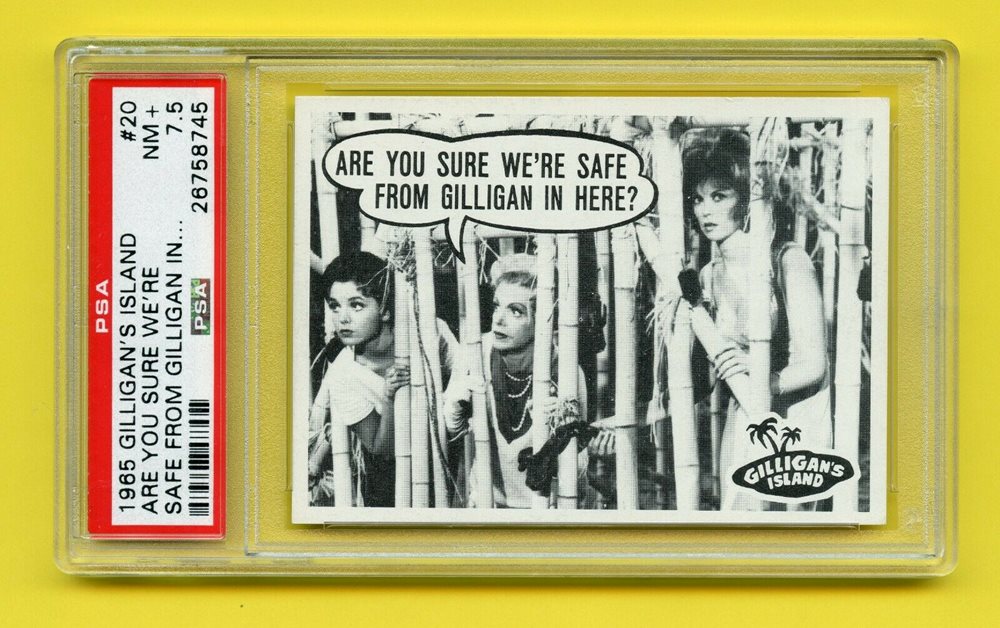 PSA
1965 GILLIGAN'S ISLAND #20
ARE YOU SURE WE'RE NM +
SAFE FROM GILLIGAN IN... 7.5
PSA 26758745
ARE YOU SURE WE'RE SAFE
FROM GILLIGAN IN HERE?
GILLIGAN'S
ISLAND